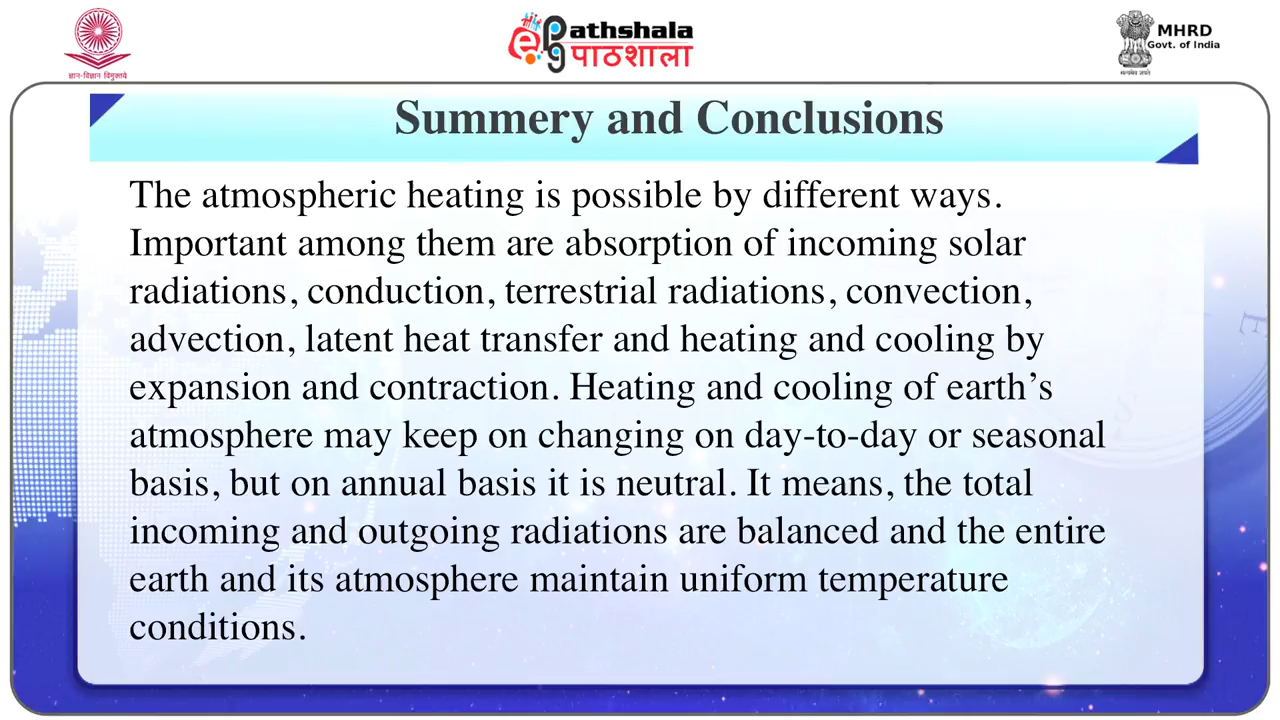 ज्ञान-विज्ञान विमुक्तये
e pathshala
पाठशाला
MHRD
Govt. of India
सत्यमेव जयते
Summery and Conclusions
The atmospheric heating is possible by different ways.
Important among them are absorption of incoming solar
radiations, conduction, terrestrial radiations, convection,
advection, latent heat transfer and heating and cooling by
expansion and contraction. Heating and cooling of earth’s
atmosphere may keep on changing on day-to-day or seasonal
basis, but on annual basis it is neutral. It means, the total
incoming and outgoing radiations are balanced and the entire
earth and its atmosphere maintain uniform temperature
conditions.